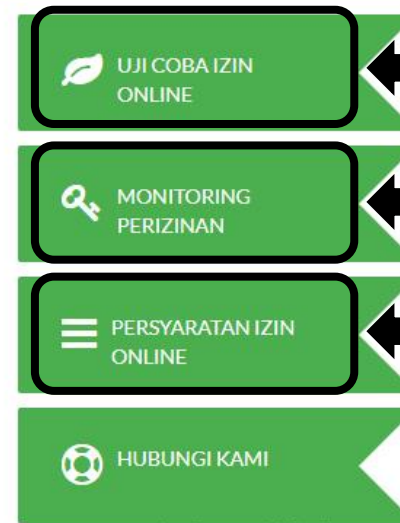 UJI COBA IZIN
ONLINE
MONITORING
PERIZINAN
PERSYARATAN IZIN
ONLINE
HUBUNGI KAMI